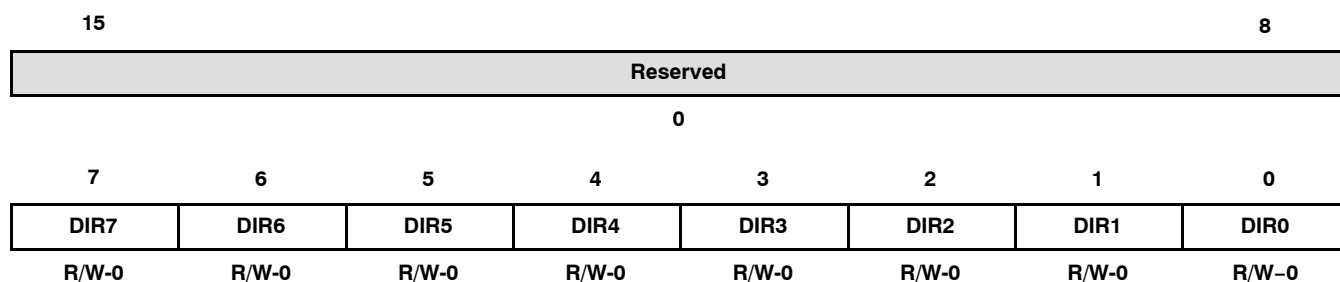 15 8
Reserved
0
7 6 5 4 3 2 1 0
DIR7 DIR6 DIR5 DIR4 DIR3 DIR2 DIR1 DIR0
R/W-0 R/W-0 R/W-0 R/W-0 R/W-0 R/W-0 R/W-0 R/W−0